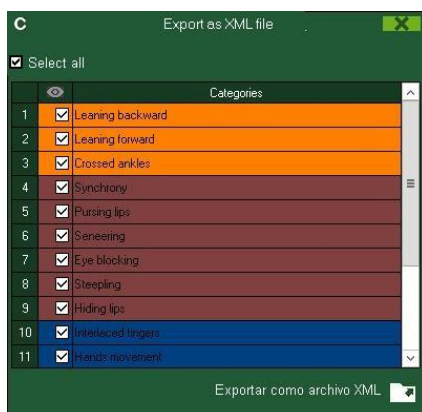 C Export as XML file
Select all
Categories
1 Leaning backward
2 Leaning forward
3 Crossed ankles
4 Synchrony
5 Pursing lips
6 Seneering
7 Eye blocking
8 Steepling
9 Hiding lips
10 Interlaced fingers
11 Hands movement
Exportar como archivo XML